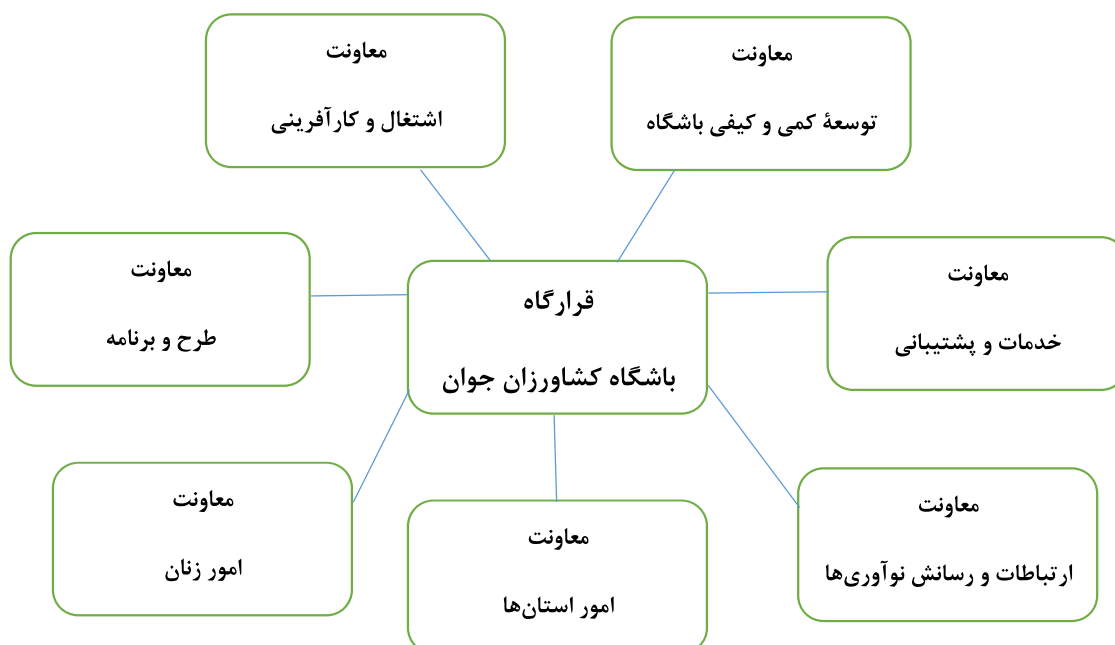 معاونت
توسعهٔ کمی و کیفی باشگاه
معاونت
اشتغال و کارآفرینی
معاونت
خدمات و پشتیبانی
قرارگاه
باشگاه کشاورزان جوان
معاونت
طرح و برنامه
معاونت
ارتباطات و رسانش نوآوری‌ها
معاونت
امور استان‌ها
معاونت
امور زنان